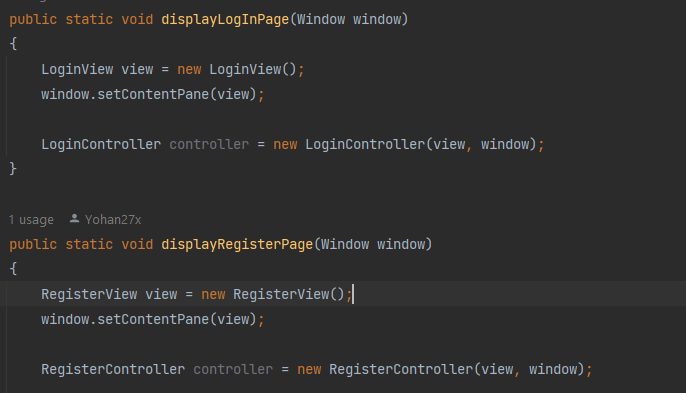 public static void displayLogInPage(Window window)
{
LoginView view = new LoginView();
window.setContentPane(view);
LoginController controller = new LoginController(view, window);
}
1 usage Yohan27x
public static void displayRegisterPage(Window window)
{
RegisterView view = new RegisterView();
window.setContentPane(view);
RegisterController controller = new RegisterController(view, window);